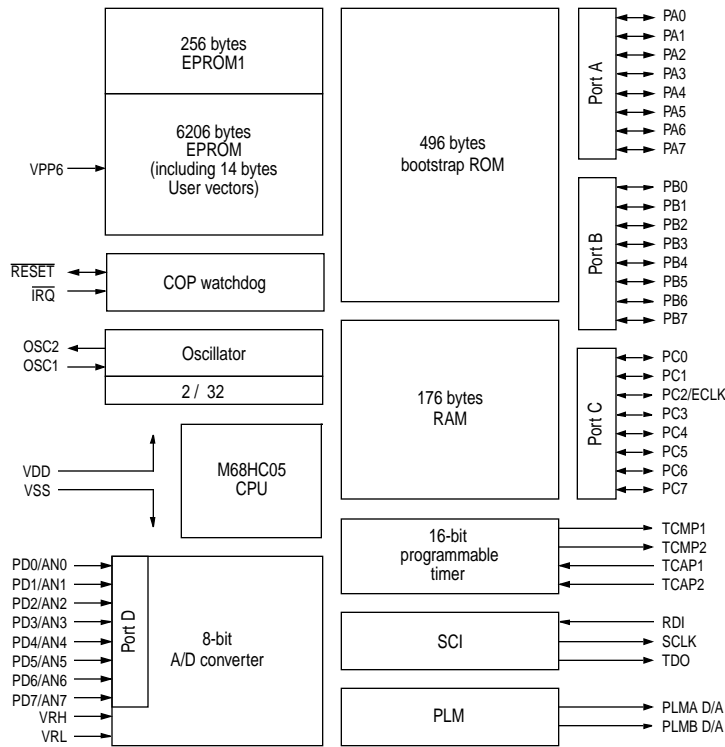 256 bytes
EPROM1
6206 bytes
EPROM
(including 14 bytes
User vectors)
VPP6
496 bytes
bootstrap ROM
Port A
PA0
PA1
PA2
PA3
PA4
PA5
PA6
PA7
Port B
PB0
PB1
PB2
PB3
PB4
PB5
PB6
PB7
RESET
IRQ
COP watchdog
OSC2
OSC1
Oscillator
2 / 32
176 bytes
RAM
Port C
PC0
PC1
PC2/ECLK
PC3
PC4
PC5
PC6
PC7
VDD
VSS
M68HC05
CPU
16-bit
programmable
timer
TCMP1
TCMP2
TCAP1
TCAP2
PD0/AN0
PD1/AN1
PD2/AN2
PD3/AN3
PD4/AN4
PD5/AN5
PD6/AN6
PD7/AN7
VRH
VRL
Port D
8-bit
A/D converter
SCI
RDI
SCLK
TDO
PLM
PLMA D/A
PLMB D/A